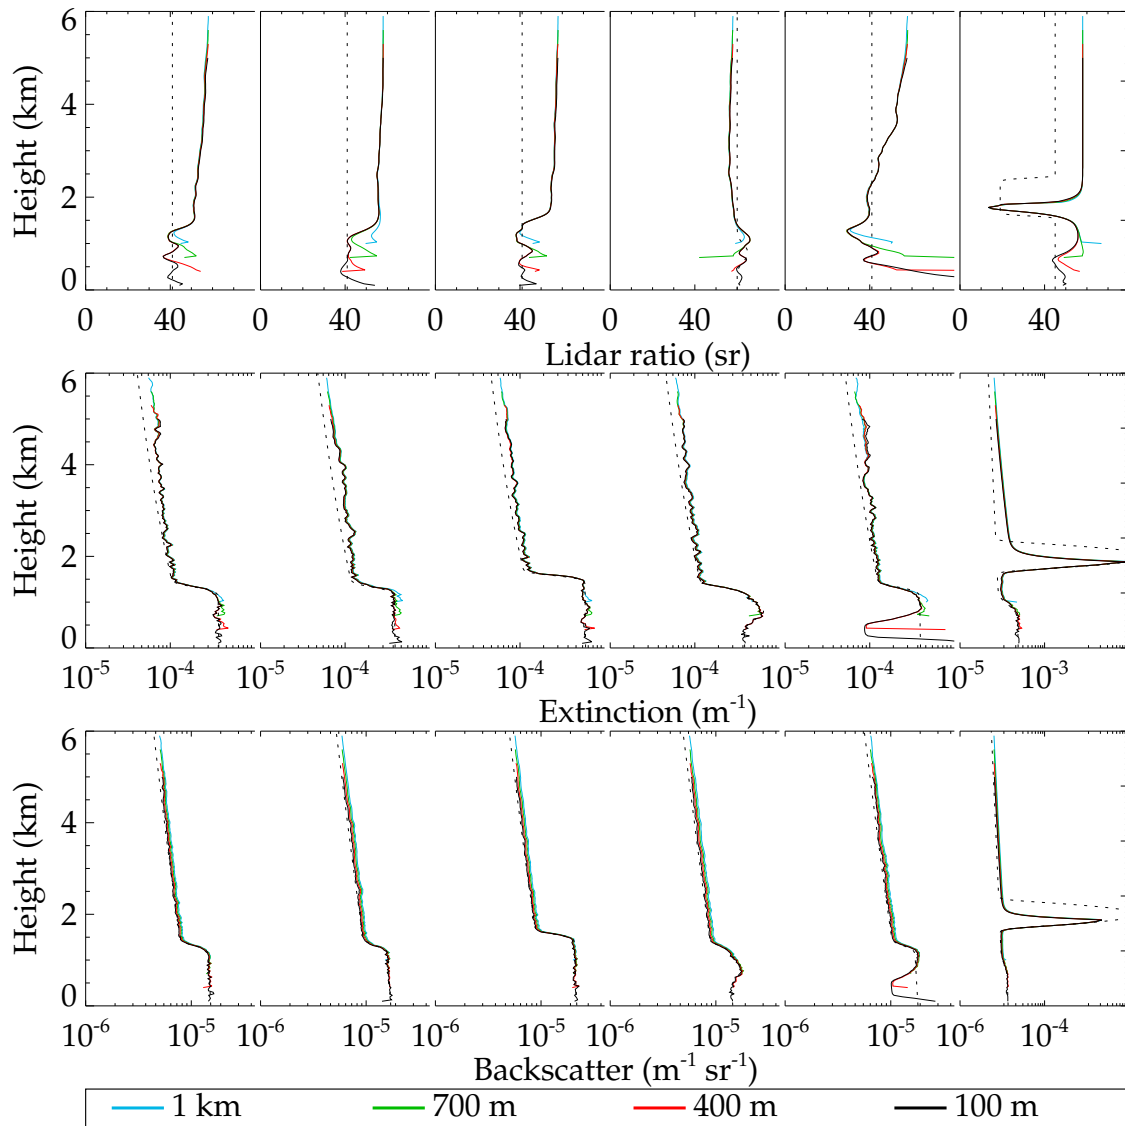 6
4
2
0
Height (km)
0 40 0 40 0 40 0 40 0 40 0 40
Lidar ratio (sr)
6
4
2
0
Height (km)
10⁻⁵ 10⁻⁴ 10⁻⁵ 10⁻⁴ 10⁻⁵ 10⁻⁴ 10⁻⁵ 10⁻⁴ 10⁻⁵ 10⁻⁴ 10⁻⁵ 10⁻⁴ 10⁻³
Extinction (m⁻¹)
6
4
2
0
Height (km)
10⁻⁶ 10⁻⁵ 10⁻⁶ 10⁻⁵ 10⁻⁶ 10⁻⁵ 10⁻⁶ 10⁻⁵ 10⁻⁶ 10⁻⁵ 10⁻⁶ 10⁻⁵ 10⁻⁴
Backscatter (m⁻¹ sr⁻¹)
1 km 700 m 400 m 100 m